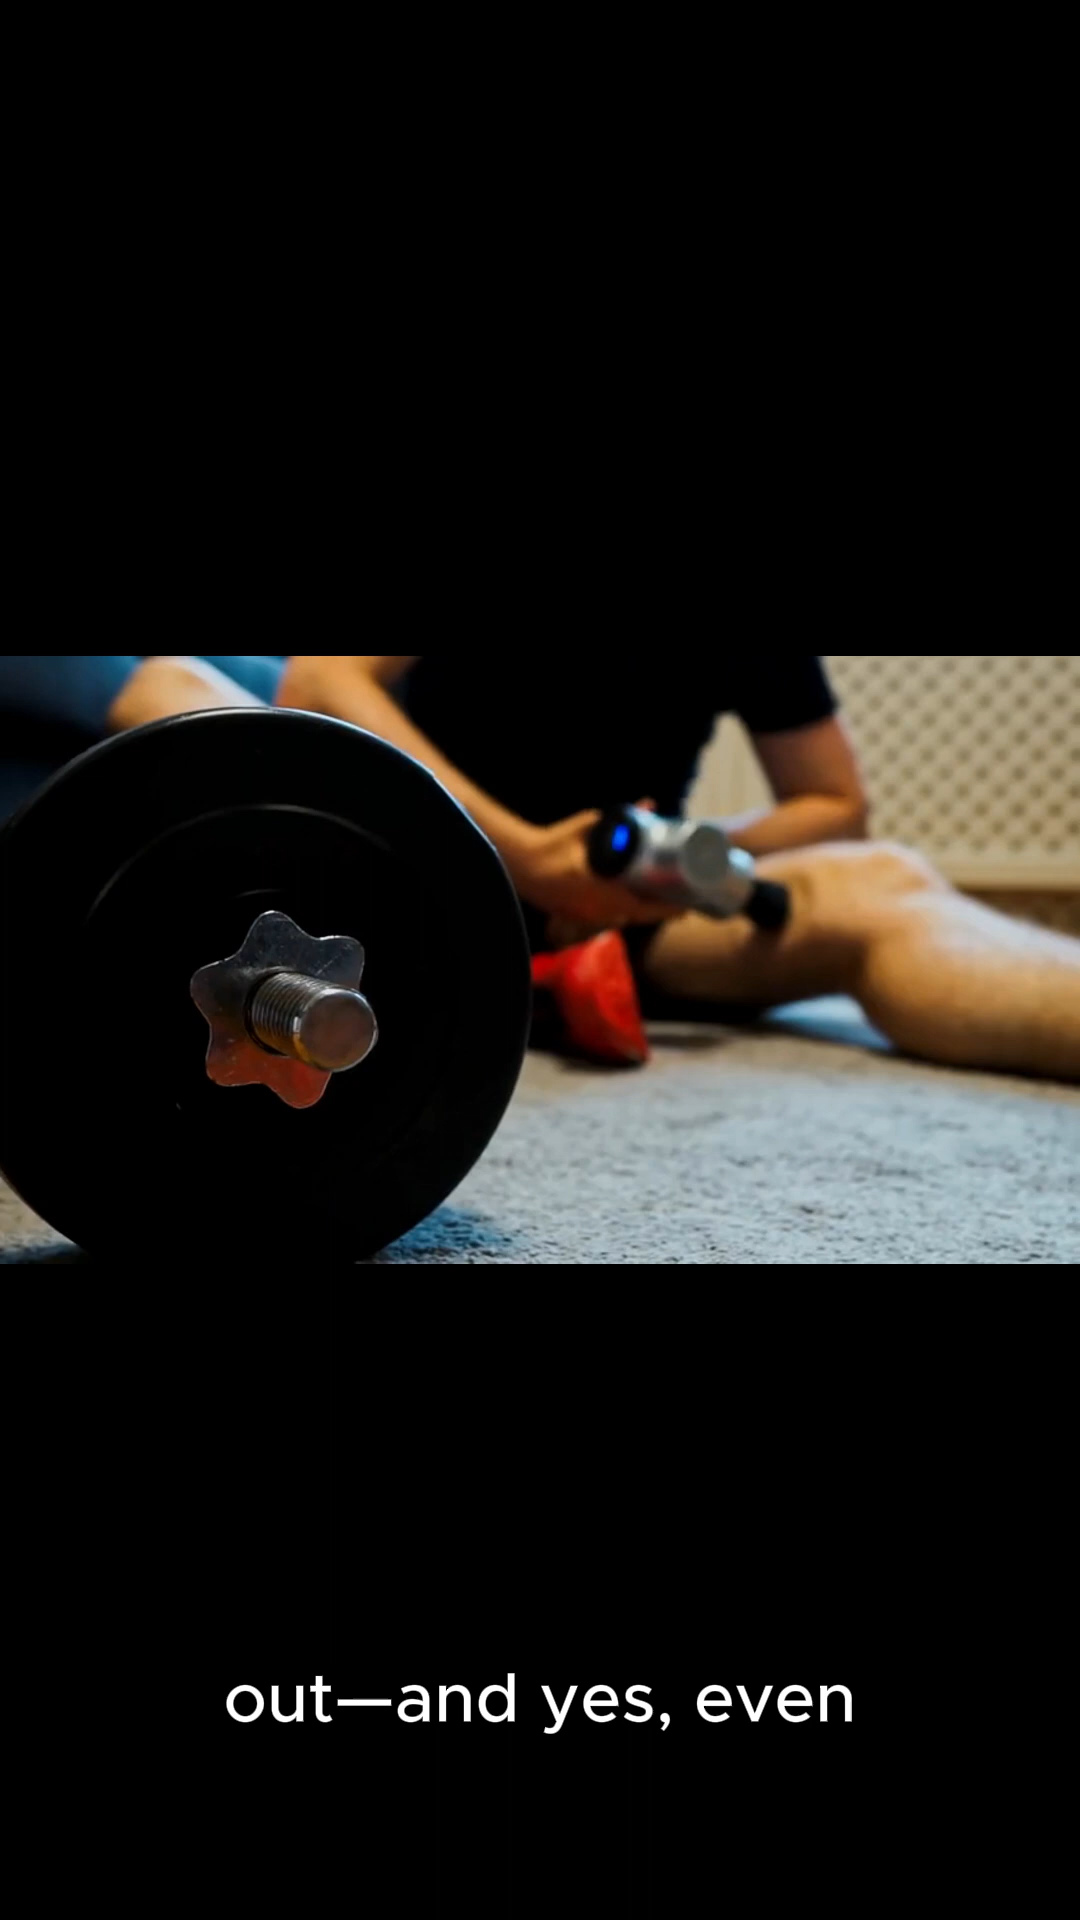 out—and yes, even